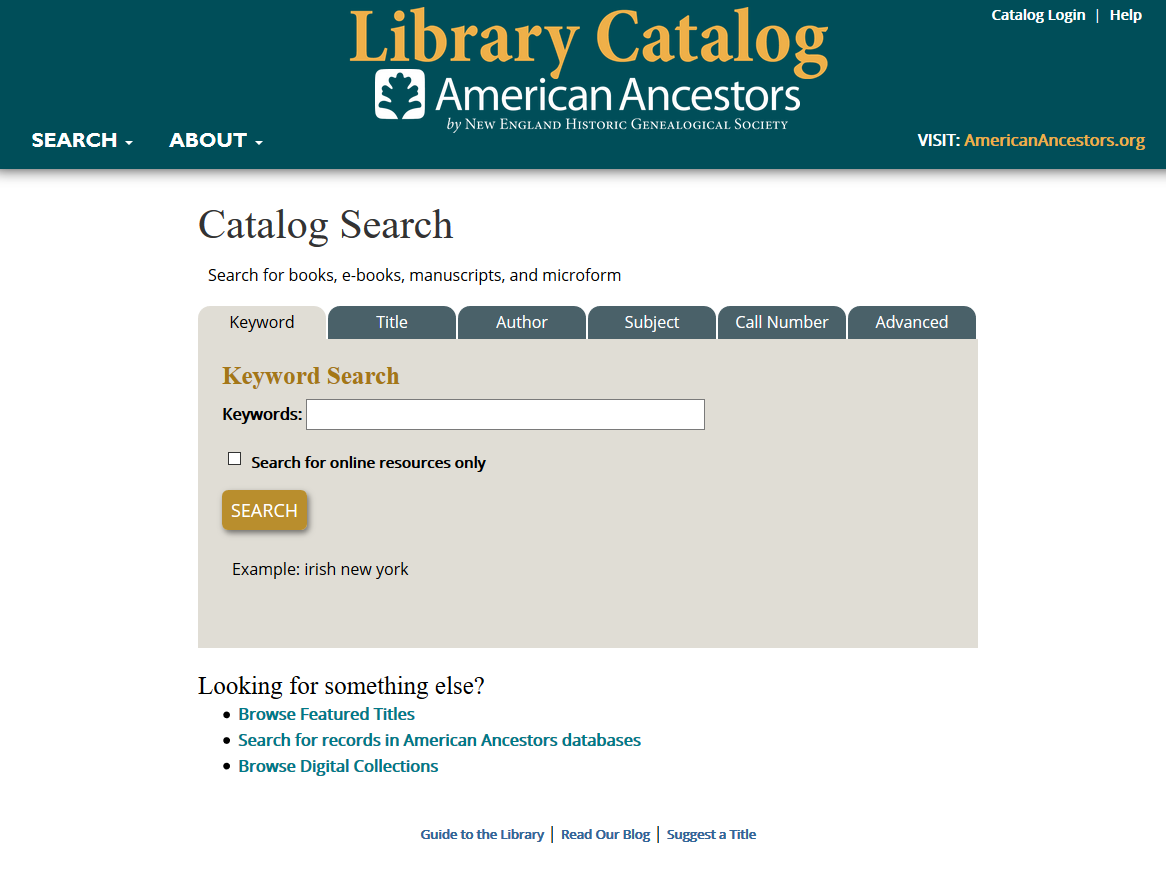 Catalog Login | Help
Library Catalog
American Ancestors
by New England Historic Genealogical Society
SEARCH ABOUT
VISIT: AmericanAncestors.org
Catalog Search
Search for books, e-books, manuscripts, and microform
Keyword Title Author Subject Call Number Advanced
Keyword Search
Keywords:
Search for online resources only
SEARCH
Example: irish new york
Looking for something else?
• Browse Featured Titles
• Search for records in American Ancestors databases
• Browse Digital Collections
Guide to the Library | Read Our Blog | Suggest a Title